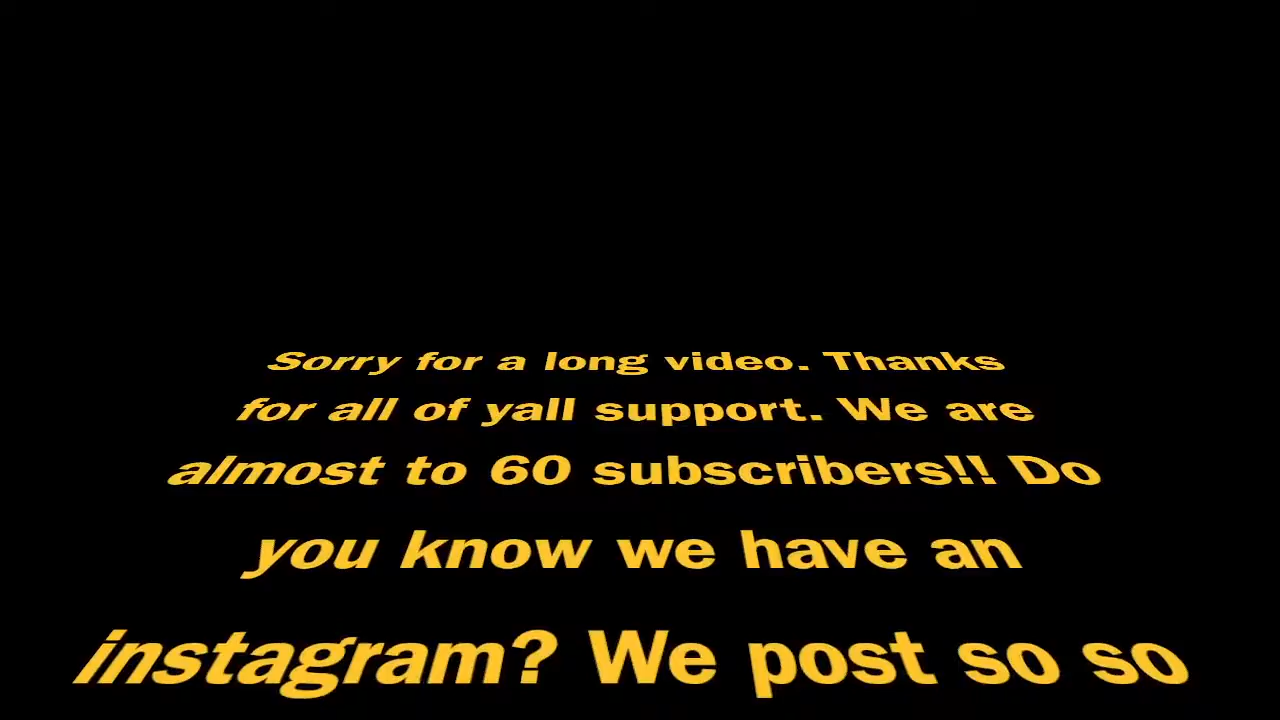 Sorry for a long video. Thanks
for all of yall support. We are
almost to 60 subscribers!! Do
you know we have an
instagram? We post so so